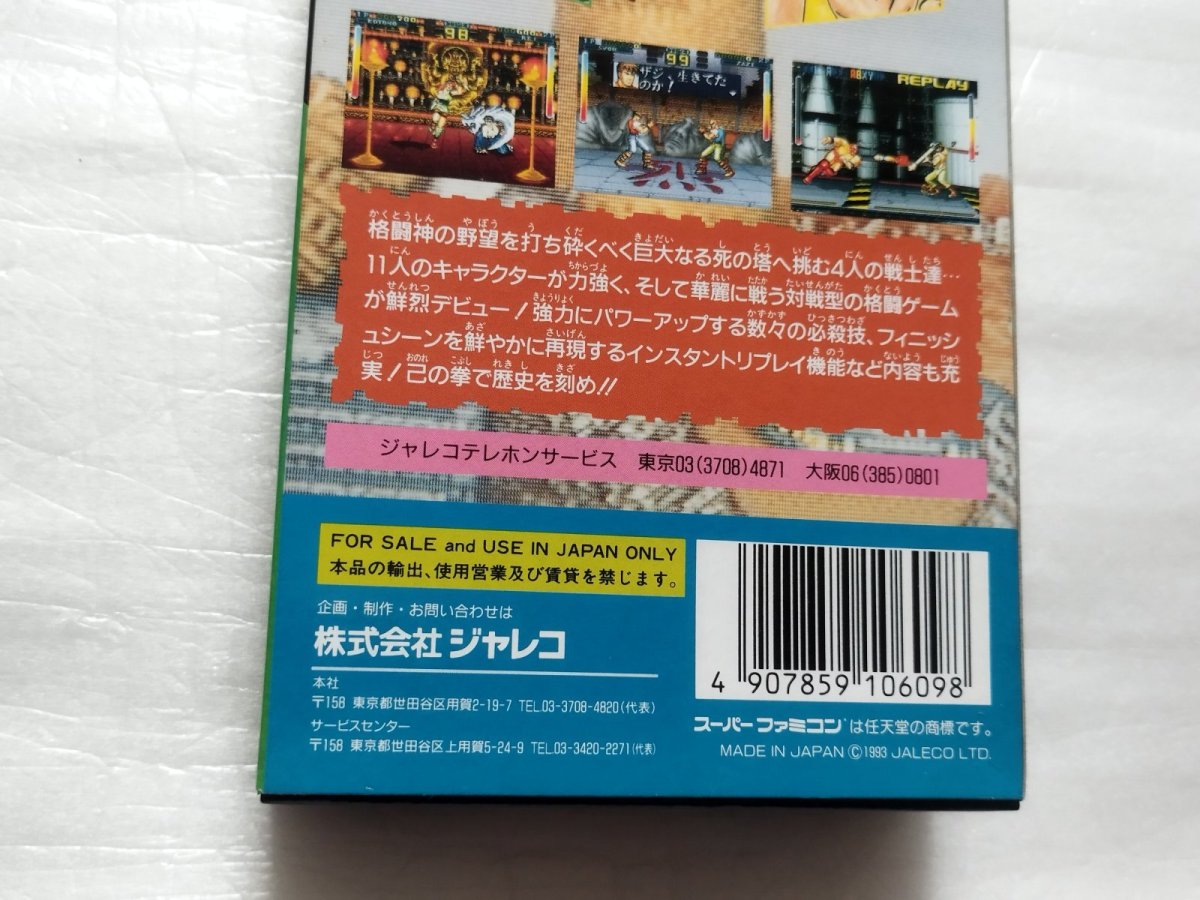 98
99
ザジ、生きてた
のか!
REPLAY
格闘神の野望を打ち砕くべく巨大なる死の塔へ挑む4人の戦士達…
11人のキャラクターが力強く、そして華麗に戦う対戦型の格闘ゲーム
が鮮烈デビュー!強力にパワーアップする数々の必殺技、フィニッシ
ュシーンを鮮やかに再現するインスタントリプレイ機能など内容も充
実!己の拳で歴史を刻め!!
ジャレコテレホンサービス 東京03(3708)4871 大阪06(385)0801
FOR SALE and USE IN JAPAN ONLY
本品の輸出、使用営業及び賃貸を禁じます。
企画・制作・お問い合わせは
株式会社 ジャレコ
本社
〒158 東京都世田谷区用賀2-19-7 TEL.03-3708-4820(代表)
サービスセンター
〒158 東京都世田谷区上用賀5-24-9 TEL.03-3420-2271(代表)
4 907859 106098
スーパーファミコンは任天堂の商標です。
MADE IN JAPAN ©1993 JALECO LTD.